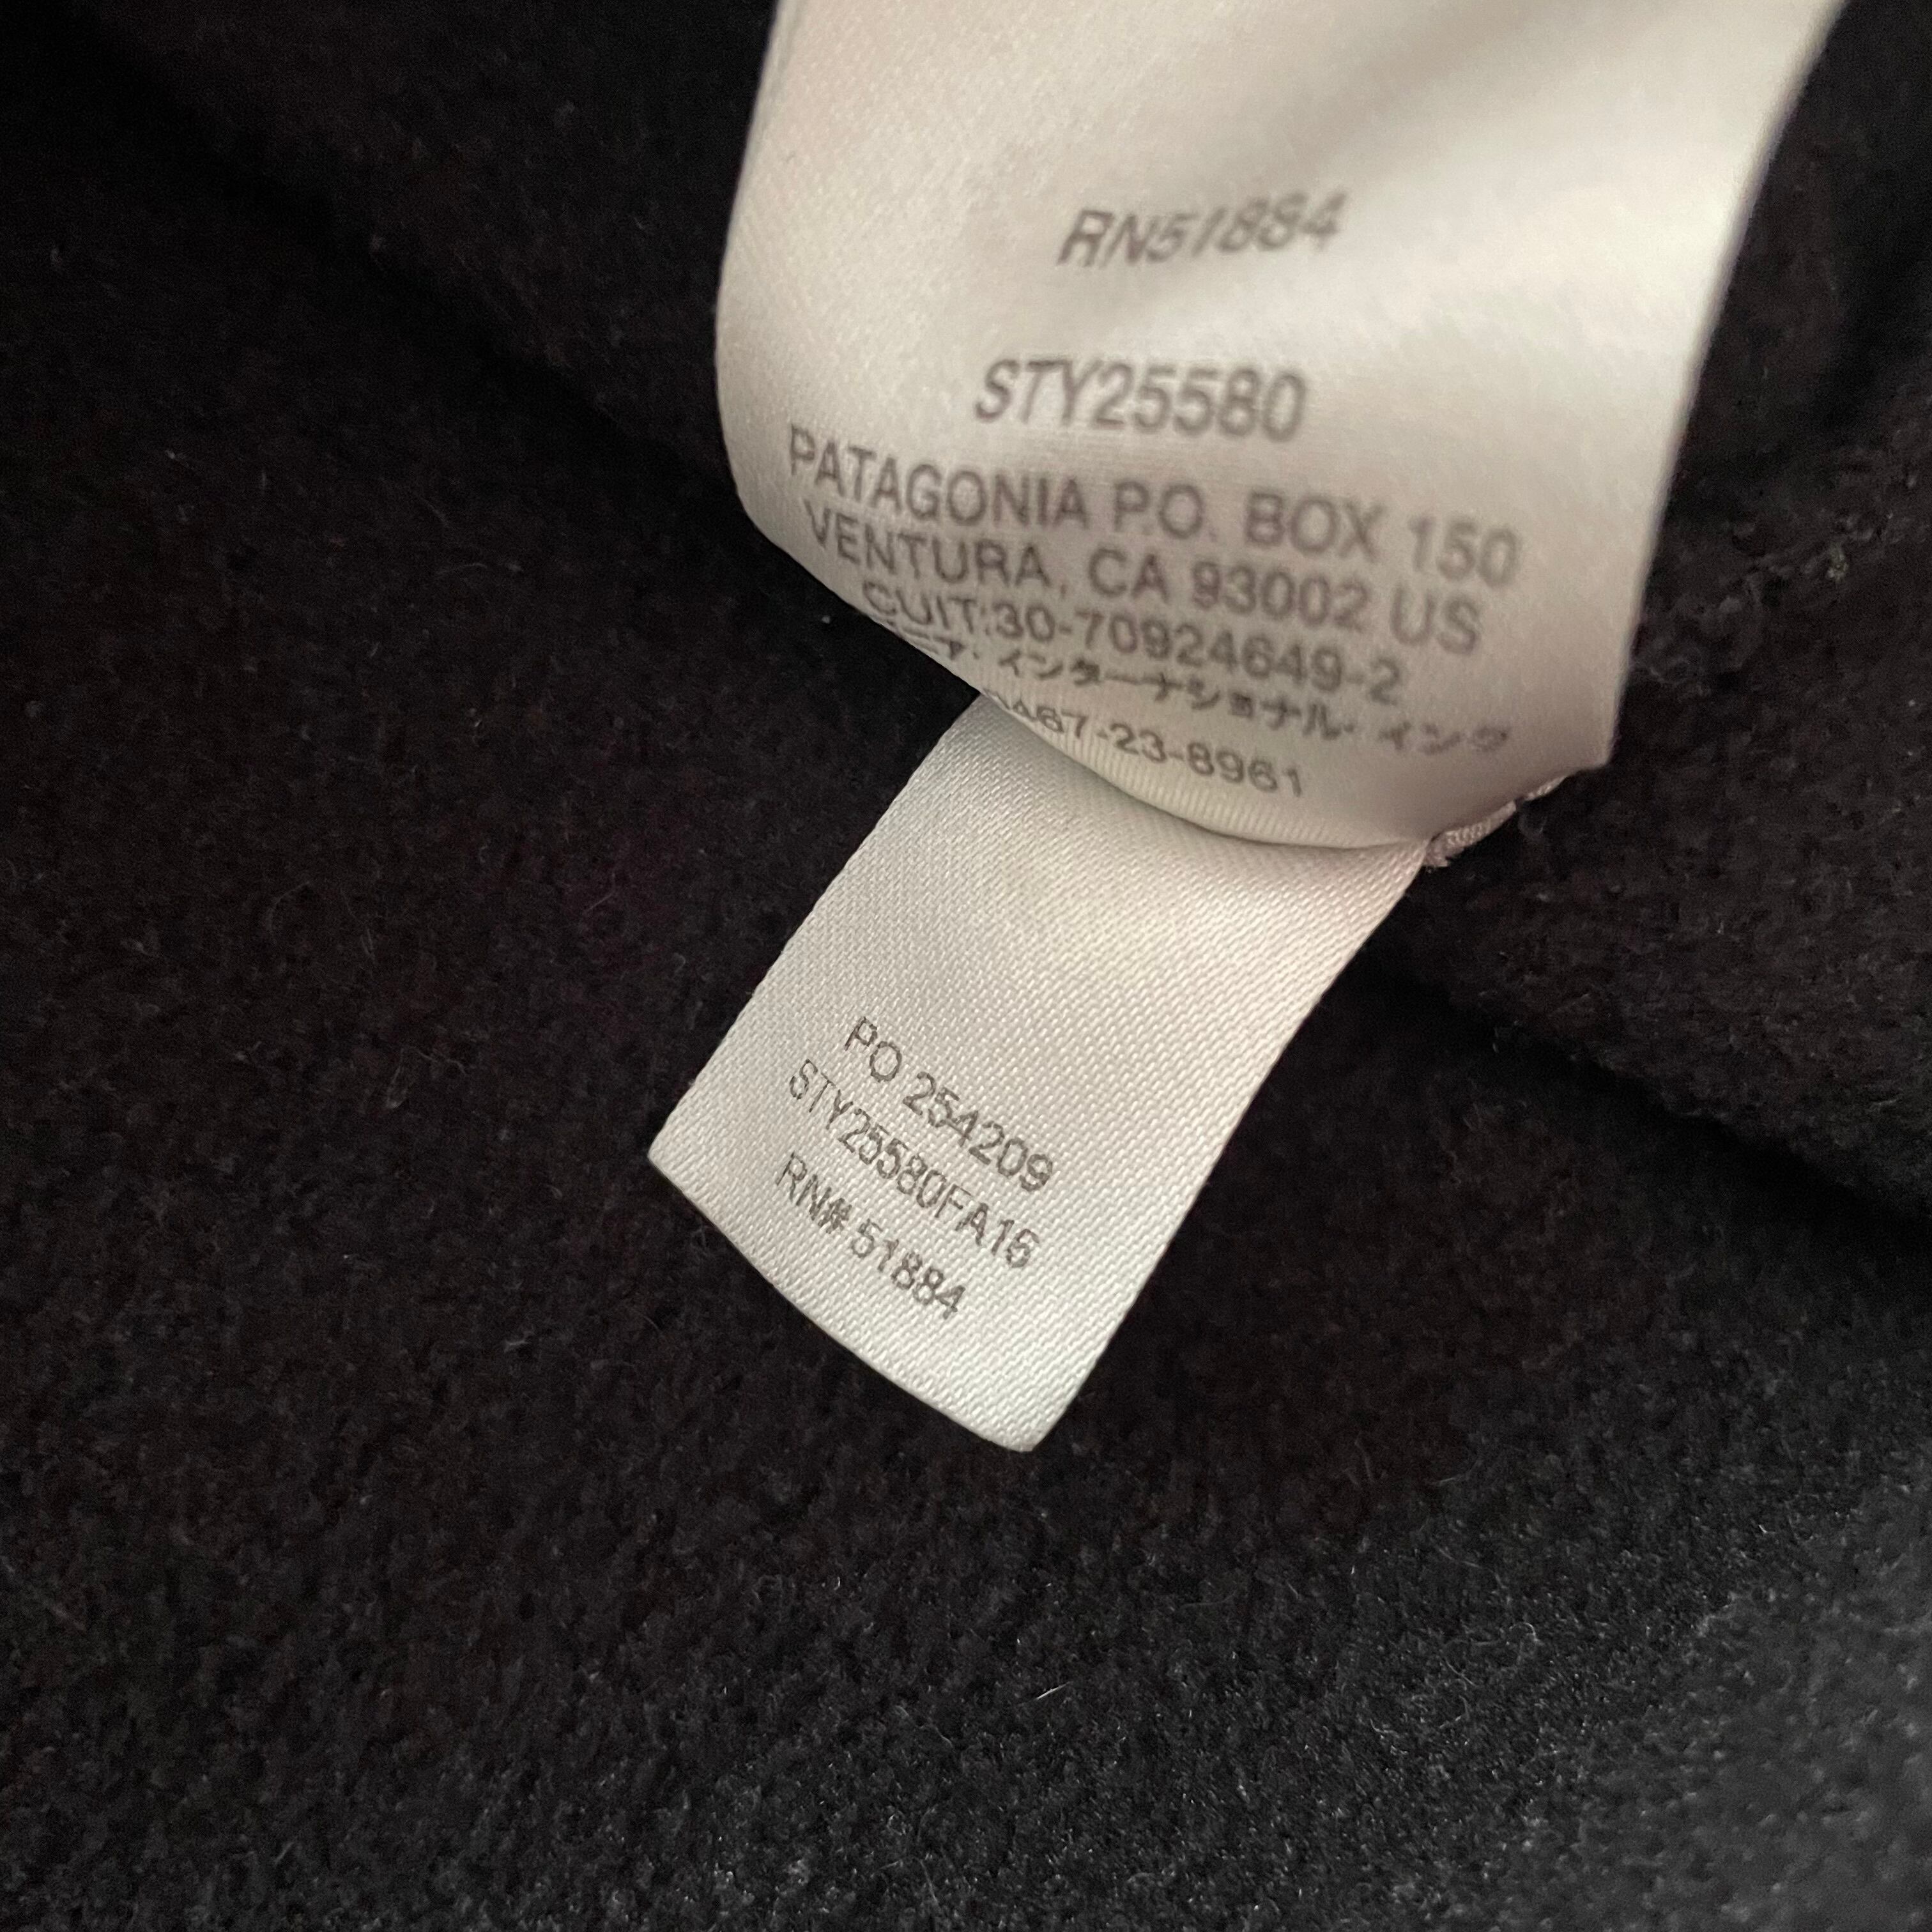 RN51884
STY25580
PATAGONIA P.O. BOX 150
VENTURA, CA 93002 US
CUIT:30-70924649-2
インターナショナル・インク
467-23-8961
PO 254209
STY25580FA16
RN# 51884